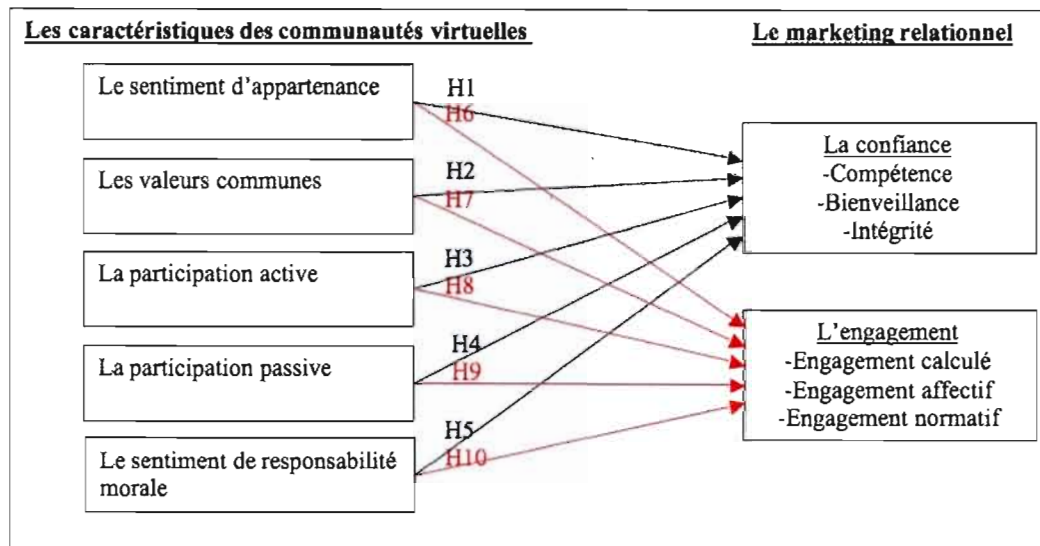 Les caractéristiques des communautés virtuelles
Le marketing relationnel
Le sentiment d'appartenance
H1
H6
Les valeurs communes
H2
H7
La participation active
H3
H8
La participation passive
H4
H9
Le sentiment de responsabilité
morale
H5
H10
La confiance
-Compétence
-Bienveillance
-Intégrité
L'engagement
-Engagement calculé
-Engagement affectif
-Engagement normatif